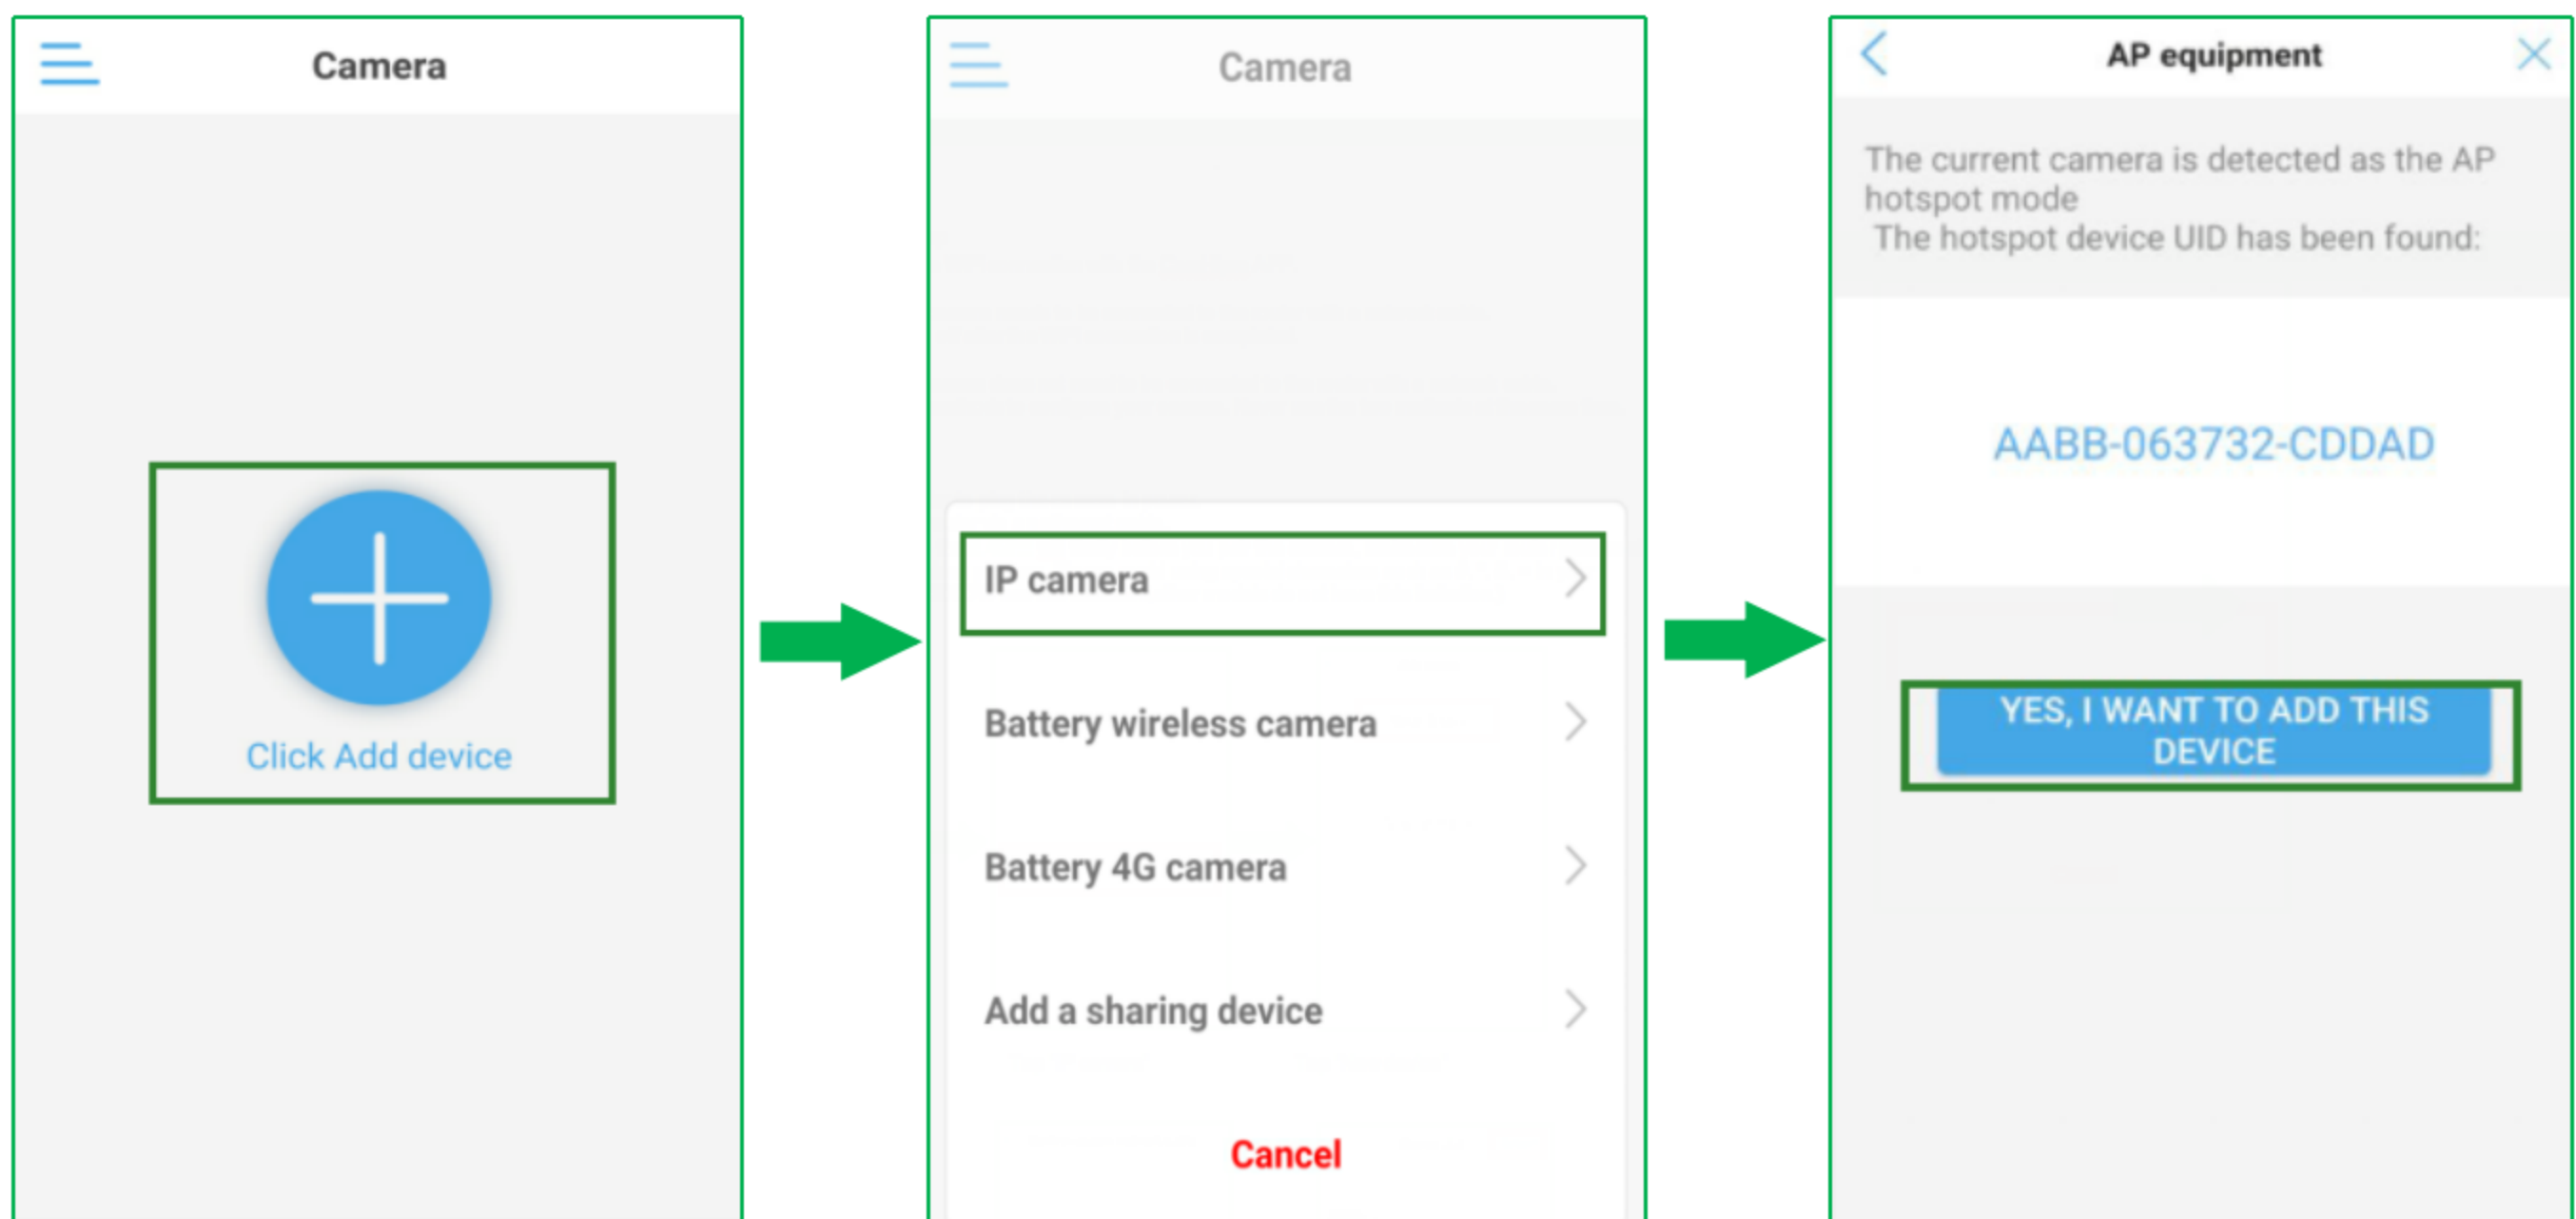 Camera
Click Add device
Camera
IP camera
Battery wireless camera
Battery 4G camera
Add a sharing device
Cancel
AP equipment
The current camera is detected as the AP
hotspot mode
The hotspot device UID has been found:
AABB-063732-CDDAD
YES, I WANT TO ADD THIS
DEVICE